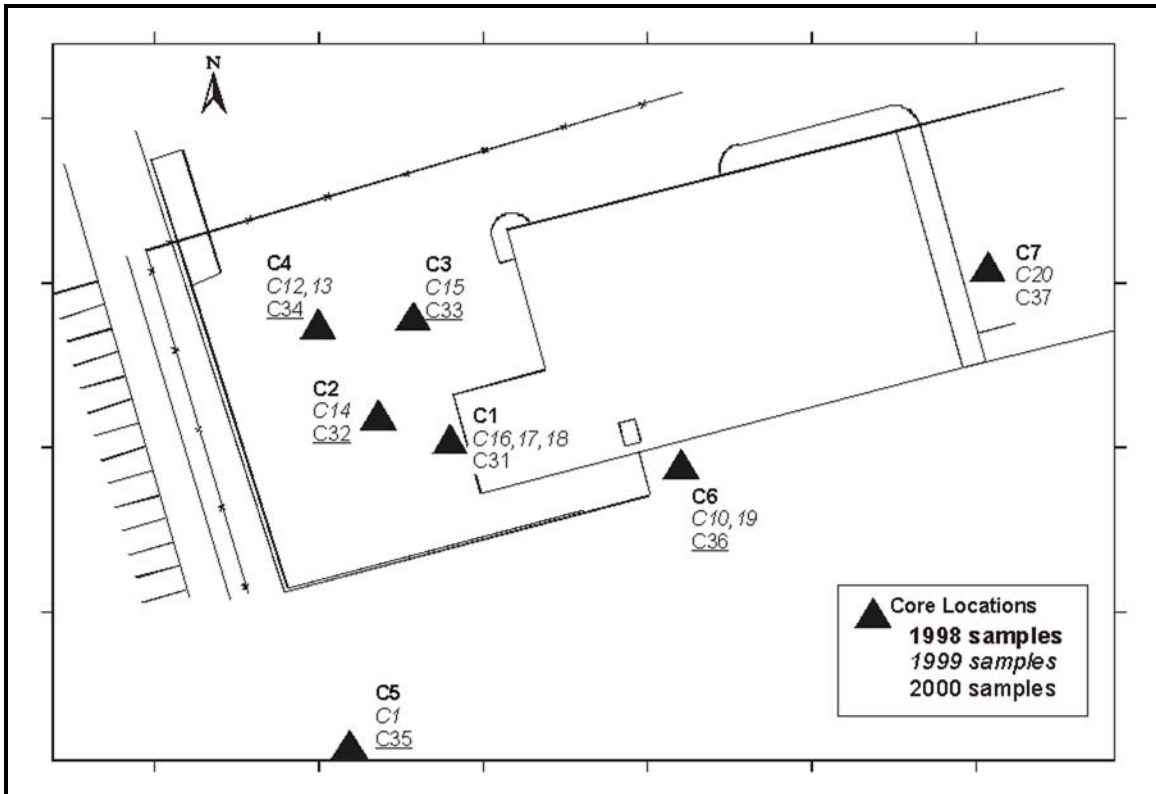 N
C4
C12,13
C34
C3
C15
C33
C7
C20
C37
C2
C14
C32
C1
C16,17,18
C31
C6
C10,19
C36
C5
C1
C35
Core Locations
1998 samples
1999 samples
2000 samples